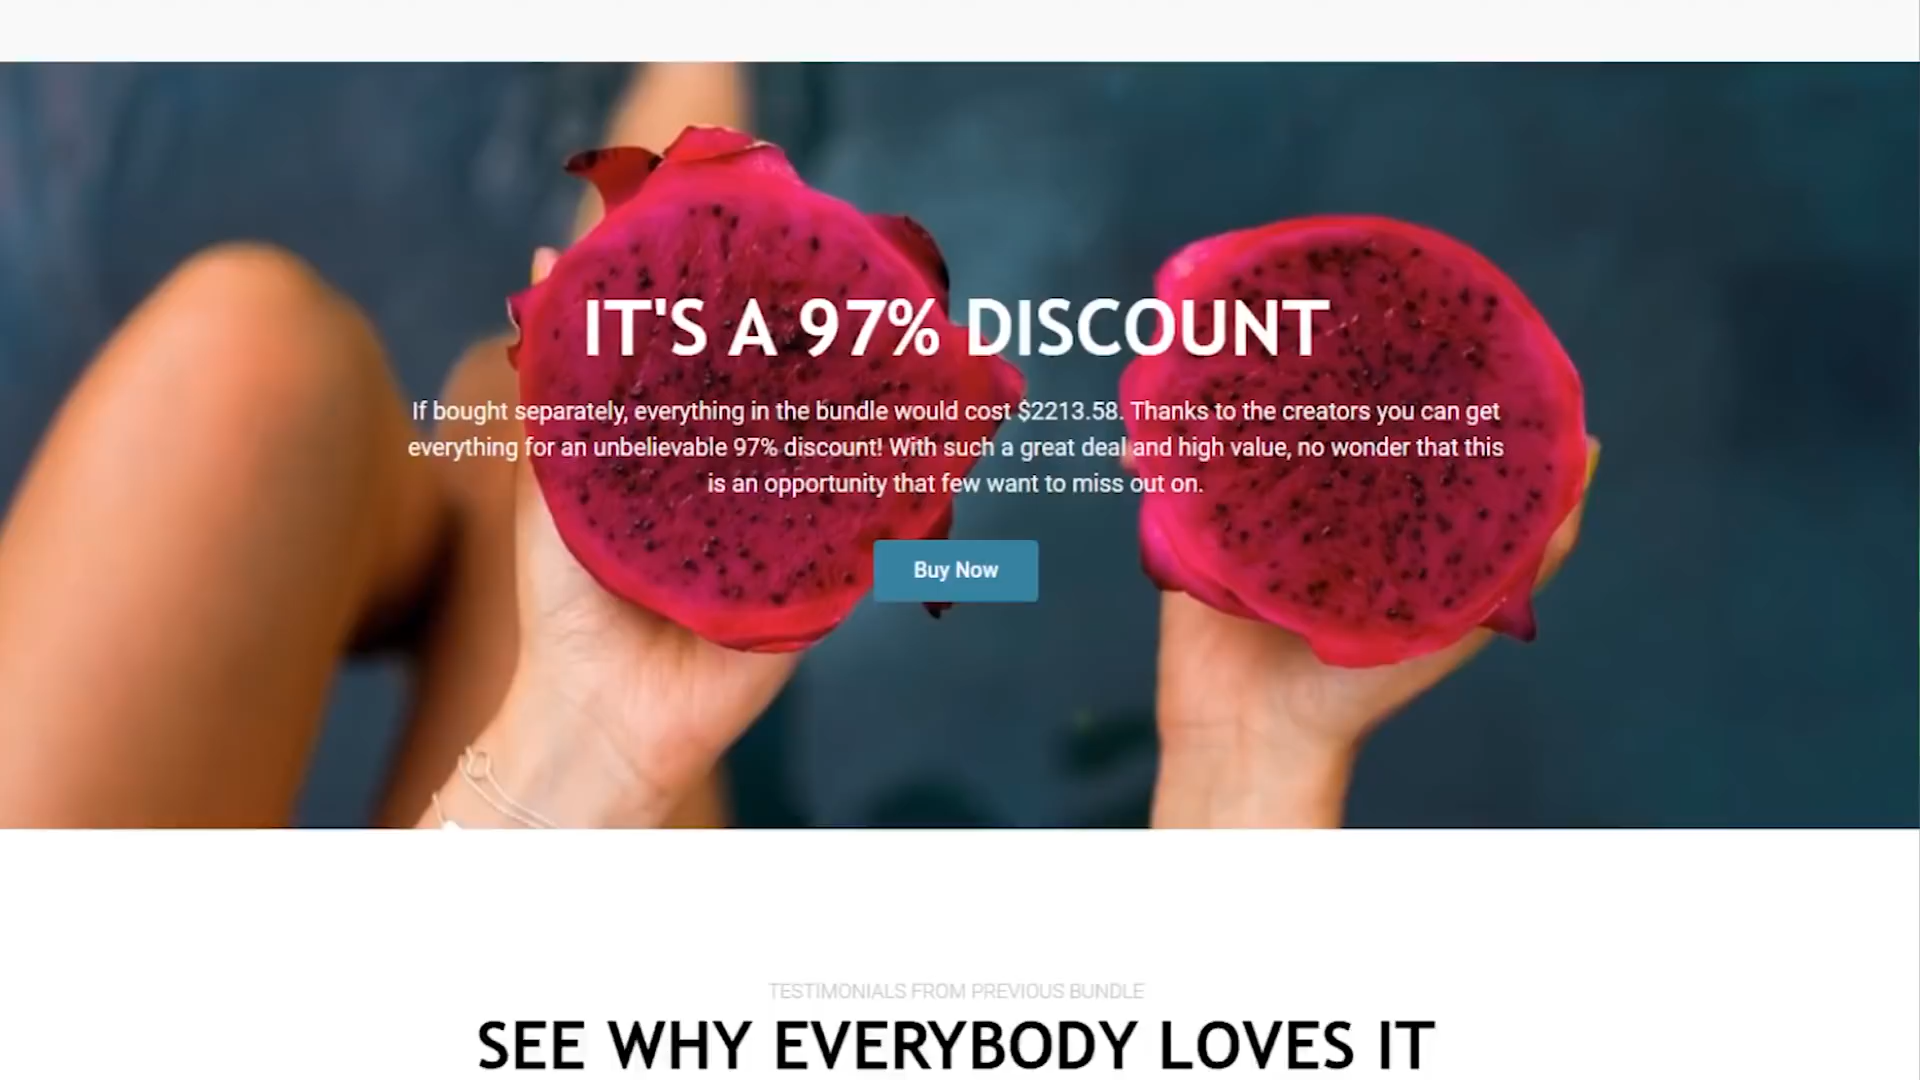 IT'S A 97% DISCOUNT
If bought separately, everything in the bundle would cost $2213.58. Thanks to the creators you can get
everything for an unbelievable 97% discount! With such a great deal and high value, no wonder that this
is an opportunity that few want to miss out on.
Buy Now
TESTIMONIALS FROM PREVIOUS BUNDLE
SEE WHY EVERYBODY LOVES IT